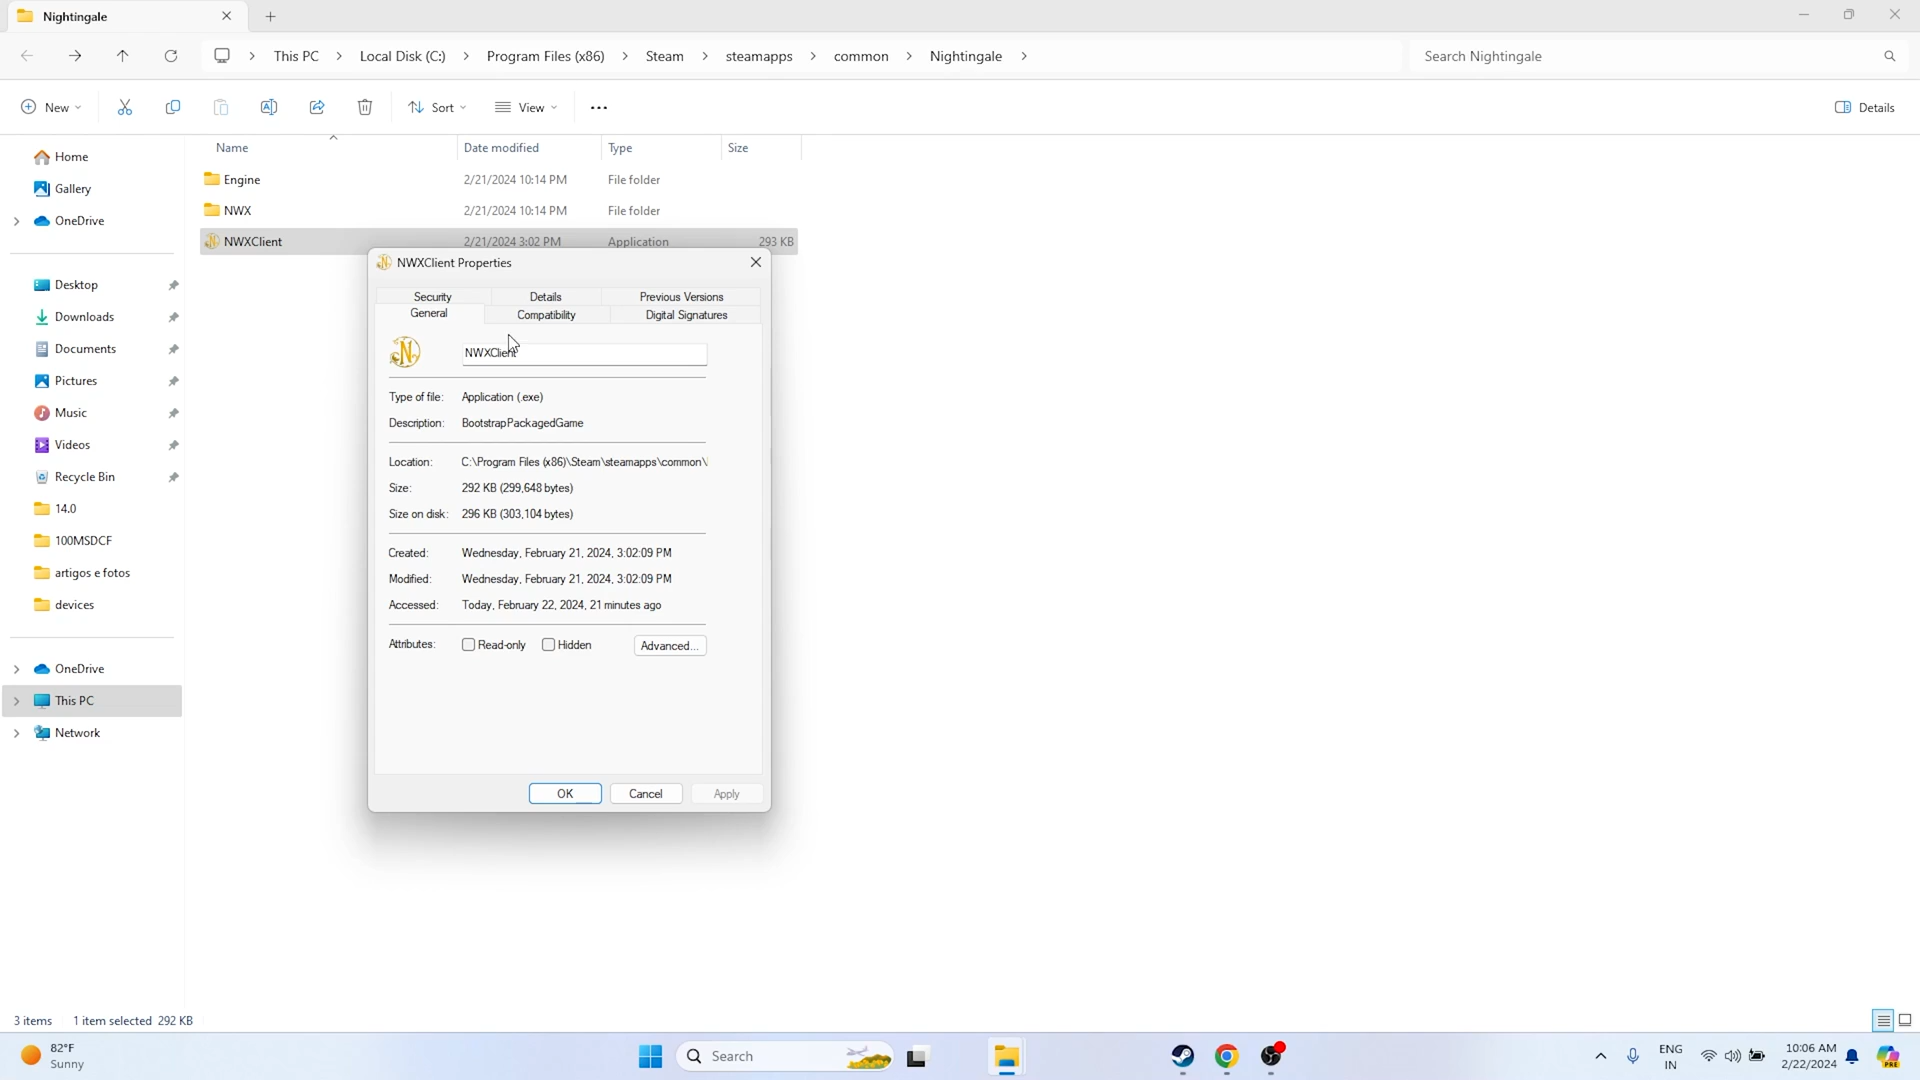 Nightingale
This PC > Local Disk (C:) > Program Files (x86) > Steam > steamapps > common > Nightingale >
Search Nightingale
New
Sort
View
Details
Name Date modified Type Size
Home
Gallery
OneDrive
Engine 2/21/2024 10:14 PM File folder
NWX 2/21/2024 10:14 PM File folder
NWXClient 2/21/2024 3:02 PM Application 293 KB
Desktop
Downloads
Documents
Pictures
Music
Videos
Recycle Bin
14.0
100MSDCF
artigos e fotos
devices
OneDrive
This PC
Network
NWXClient Properties
Security Details Previous Versions
General Compatibility Digital Signatures
NWXClient
Type of file: Application (.exe)
Description: BootstrapPackagedGame
Location: C:\Program Files (x86)\Steam\steamapps\common\
Size: 292 KB (299,648 bytes)
Size on disk: 296 KB (303,104 bytes)
Created: Wednesday, February 21, 2024, 3:02:09 PM
Modified: Wednesday, February 21, 2024, 3:02:09 PM
Accessed: Today, February 22, 2024, 21 minutes ago
Attributes: Read-only Hidden Advanced...
OK Cancel Apply
3 items 1 item selected 292 KB
82°F
Sunny
Search
ENG
IN
10:06 AM
2/22/2024
PRE